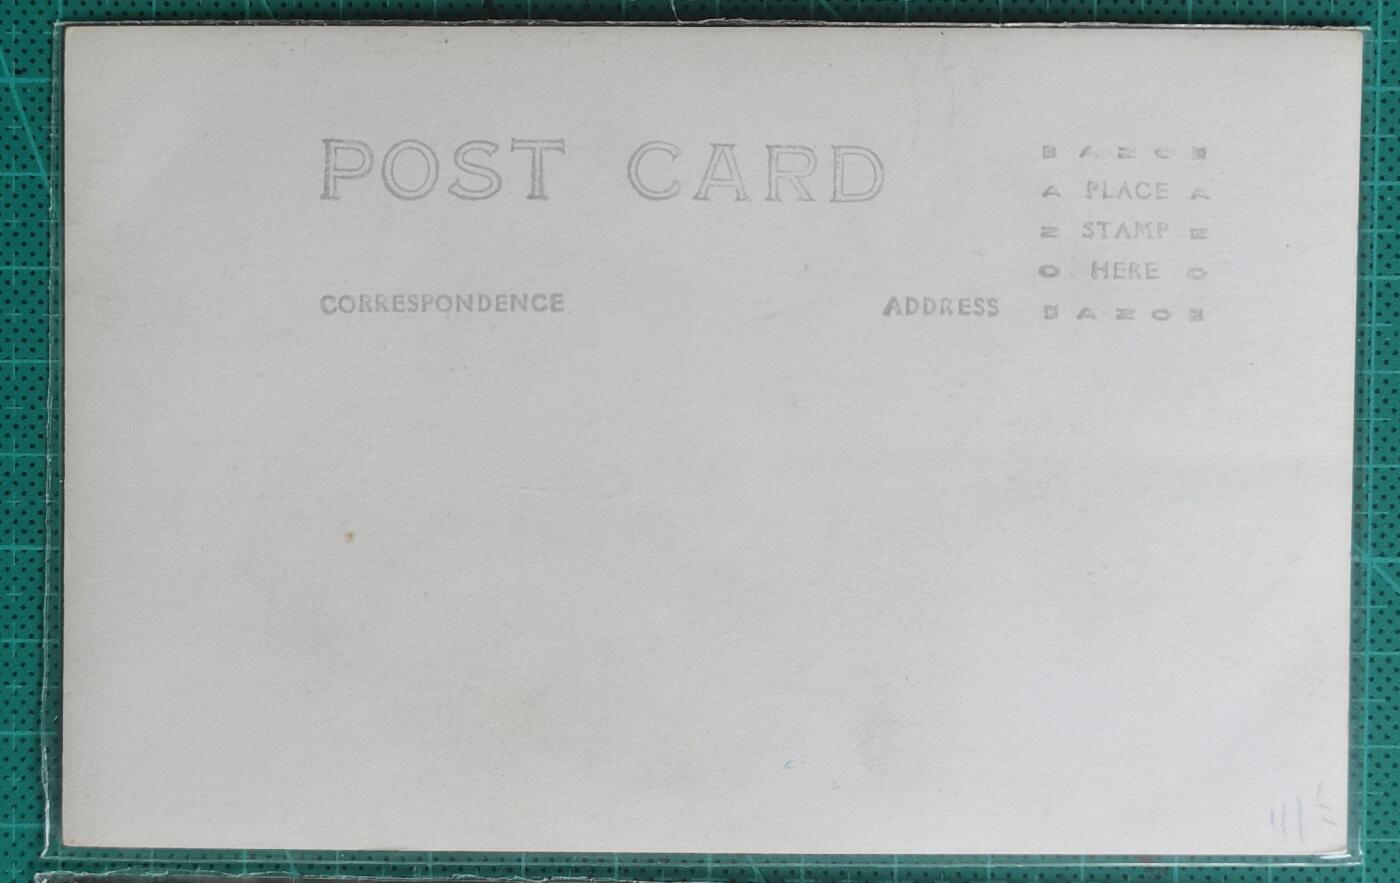 POST CARD
B A Z O B
A PLACE A
Z STAMP Z
O HERE O
CORRESPONDENCE
ADDRESS
B A Z O B